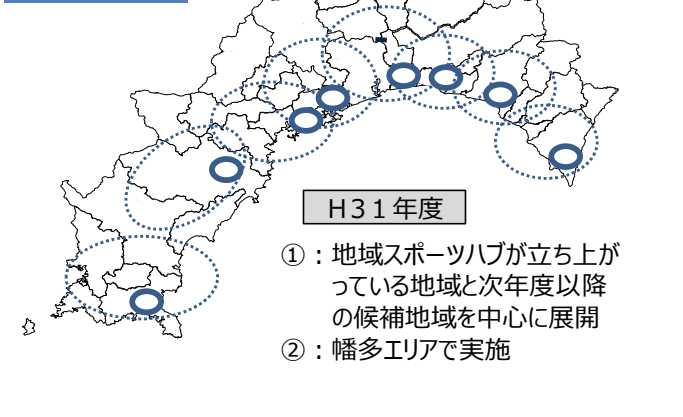 H31年度
①：地域スポーツハブが立ち上が
っている地域と次年度以降
の候補地域を中心に展開
②：幡多エリアで実施